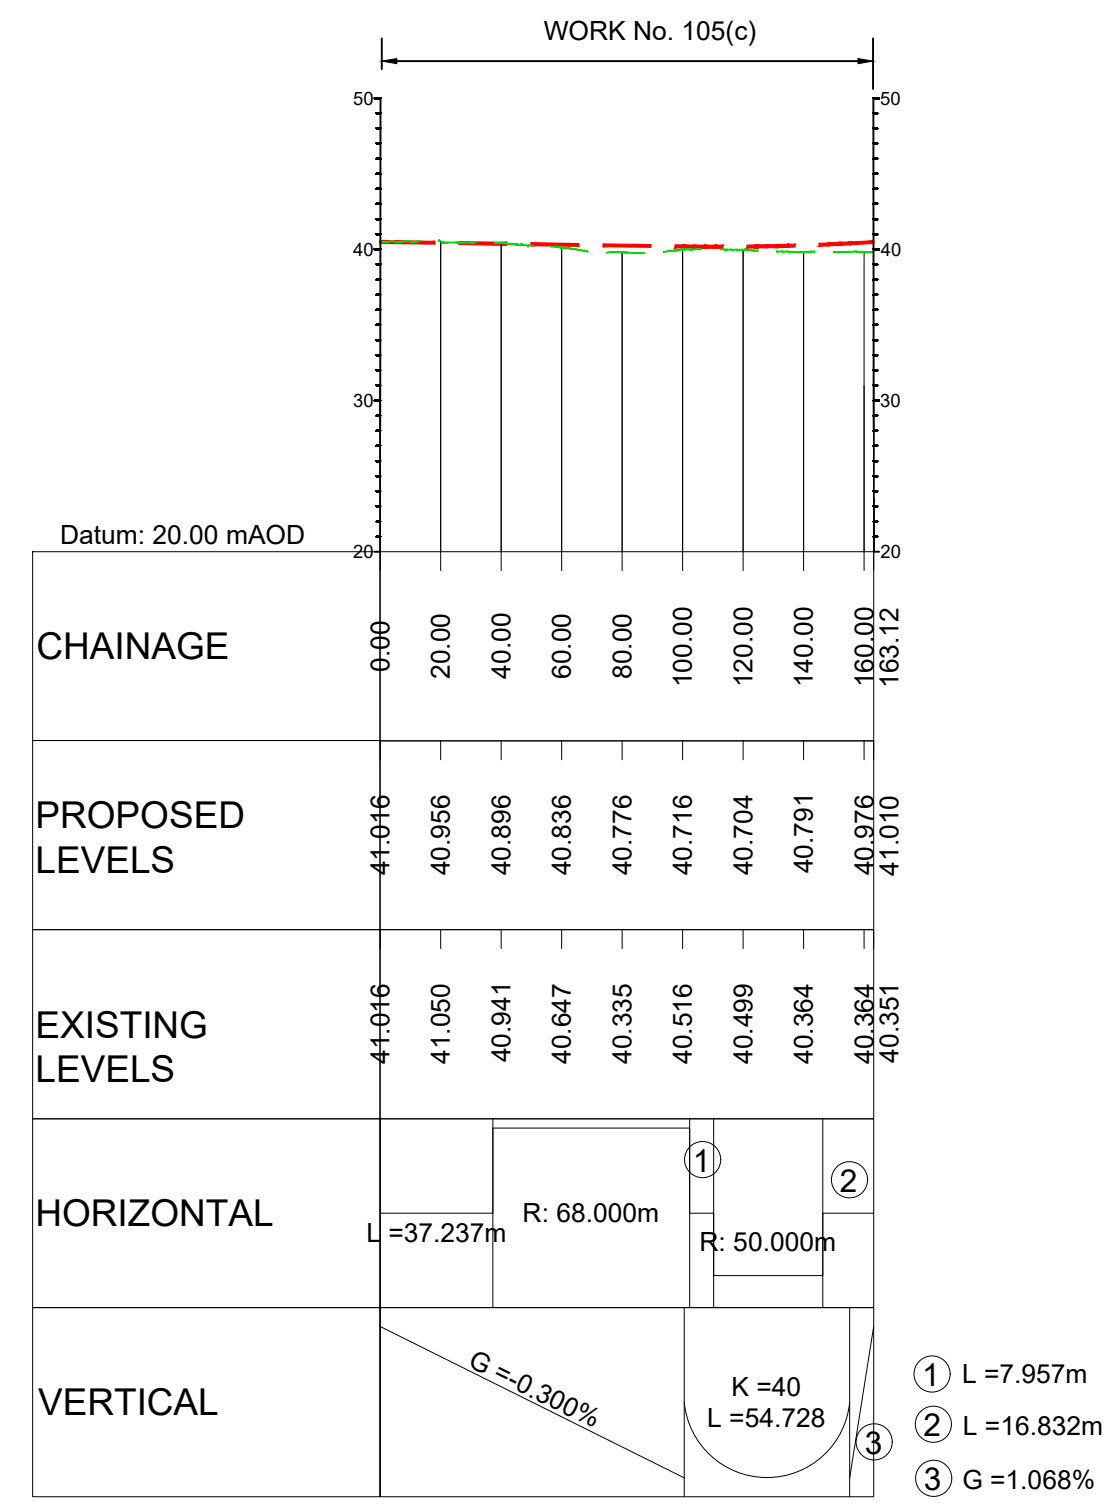 WORK No. 105(c)
50 50
40 40
30 30
Datum: 20.00 mAOD
20 20
CHAINAGE
0.00 20.00 40.00 60.00 80.00 100.00 120.00 140.00 160.00 163.12
PROPOSED
LEVELS
41.016 40.956 40.896 40.836 40.776 40.716 40.704 40.791 40.976 41.010
EXISTING
LEVELS
41.016 41.050 40.941 40.647 40.335 40.516 40.499 40.364 40.364 40.351
HORIZONTAL
L =37.237m
R: 68.000m
1
R: 50.000m
2
VERTICAL
G =-0.300%
K =40
L =54.728
3
1 L =7.957m
2 L =16.832m
3 G =1.068%